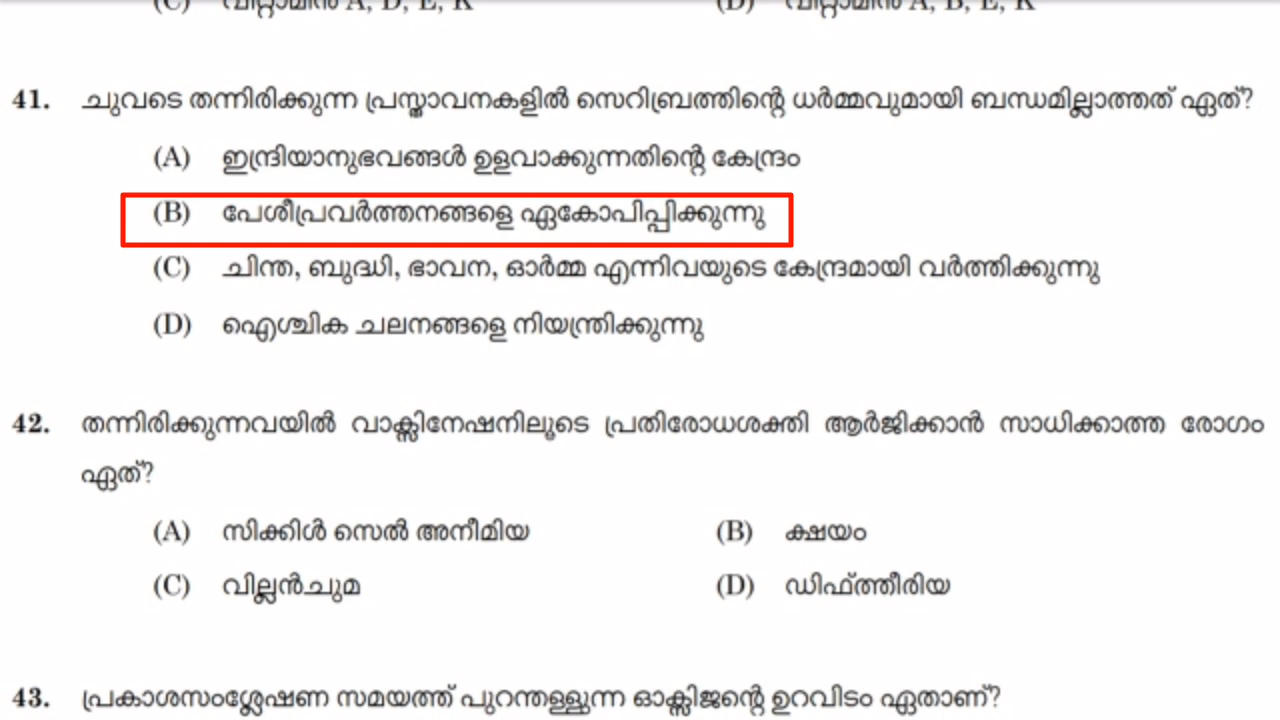 (C) വിറ്റാമിൻ A, D, E, K (D) വിറ്റാമിൻ A, B, E, K
41. ചുവടെ തന്നിരിക്കുന്ന പ്രസ്താവനകളിൽ സെറിബ്രത്തിന്റെ ധർമ്മവുമായി ബന്ധമില്ലാത്തത് ഏത്?
(A) ഇന്ദ്രിയാനുഭവങ്ങൾ ഉളവാക്കുന്നതിന്റെ കേന്ദ്രം
(B) പേശീപ്രവർത്തനങ്ങളെ ഏകോപിപ്പിക്കുന്നു
(C) ചിന്ത, ബുദ്ധി, ഭാവന, ഓർമ്മ എന്നിവയുടെ കേന്ദ്രമായി വർത്തിക്കുന്നു
(D) ഐശ്ചിക ചലനങ്ങളെ നിയന്ത്രിക്കുന്നു
42. തന്നിരിക്കുന്നവയിൽ വാക്സിനേഷനിലൂടെ പ്രതിരോധശക്തി ആർജിക്കാൻ സാധിക്കാത്ത രോഗം
ഏത്?
(A) സിക്കിൾ സെൽ അനീമിയ (B) ക്ഷയം
(C) വില്ലൻചുമ (D) ഡിഫ്ത്തീരിയ
43. പ്രകാശസംശ്ലേഷണ സമയത്ത് പുറന്തള്ളുന്ന ഓക്സിജന്റെ ഉറവിടം ഏതാണ്?